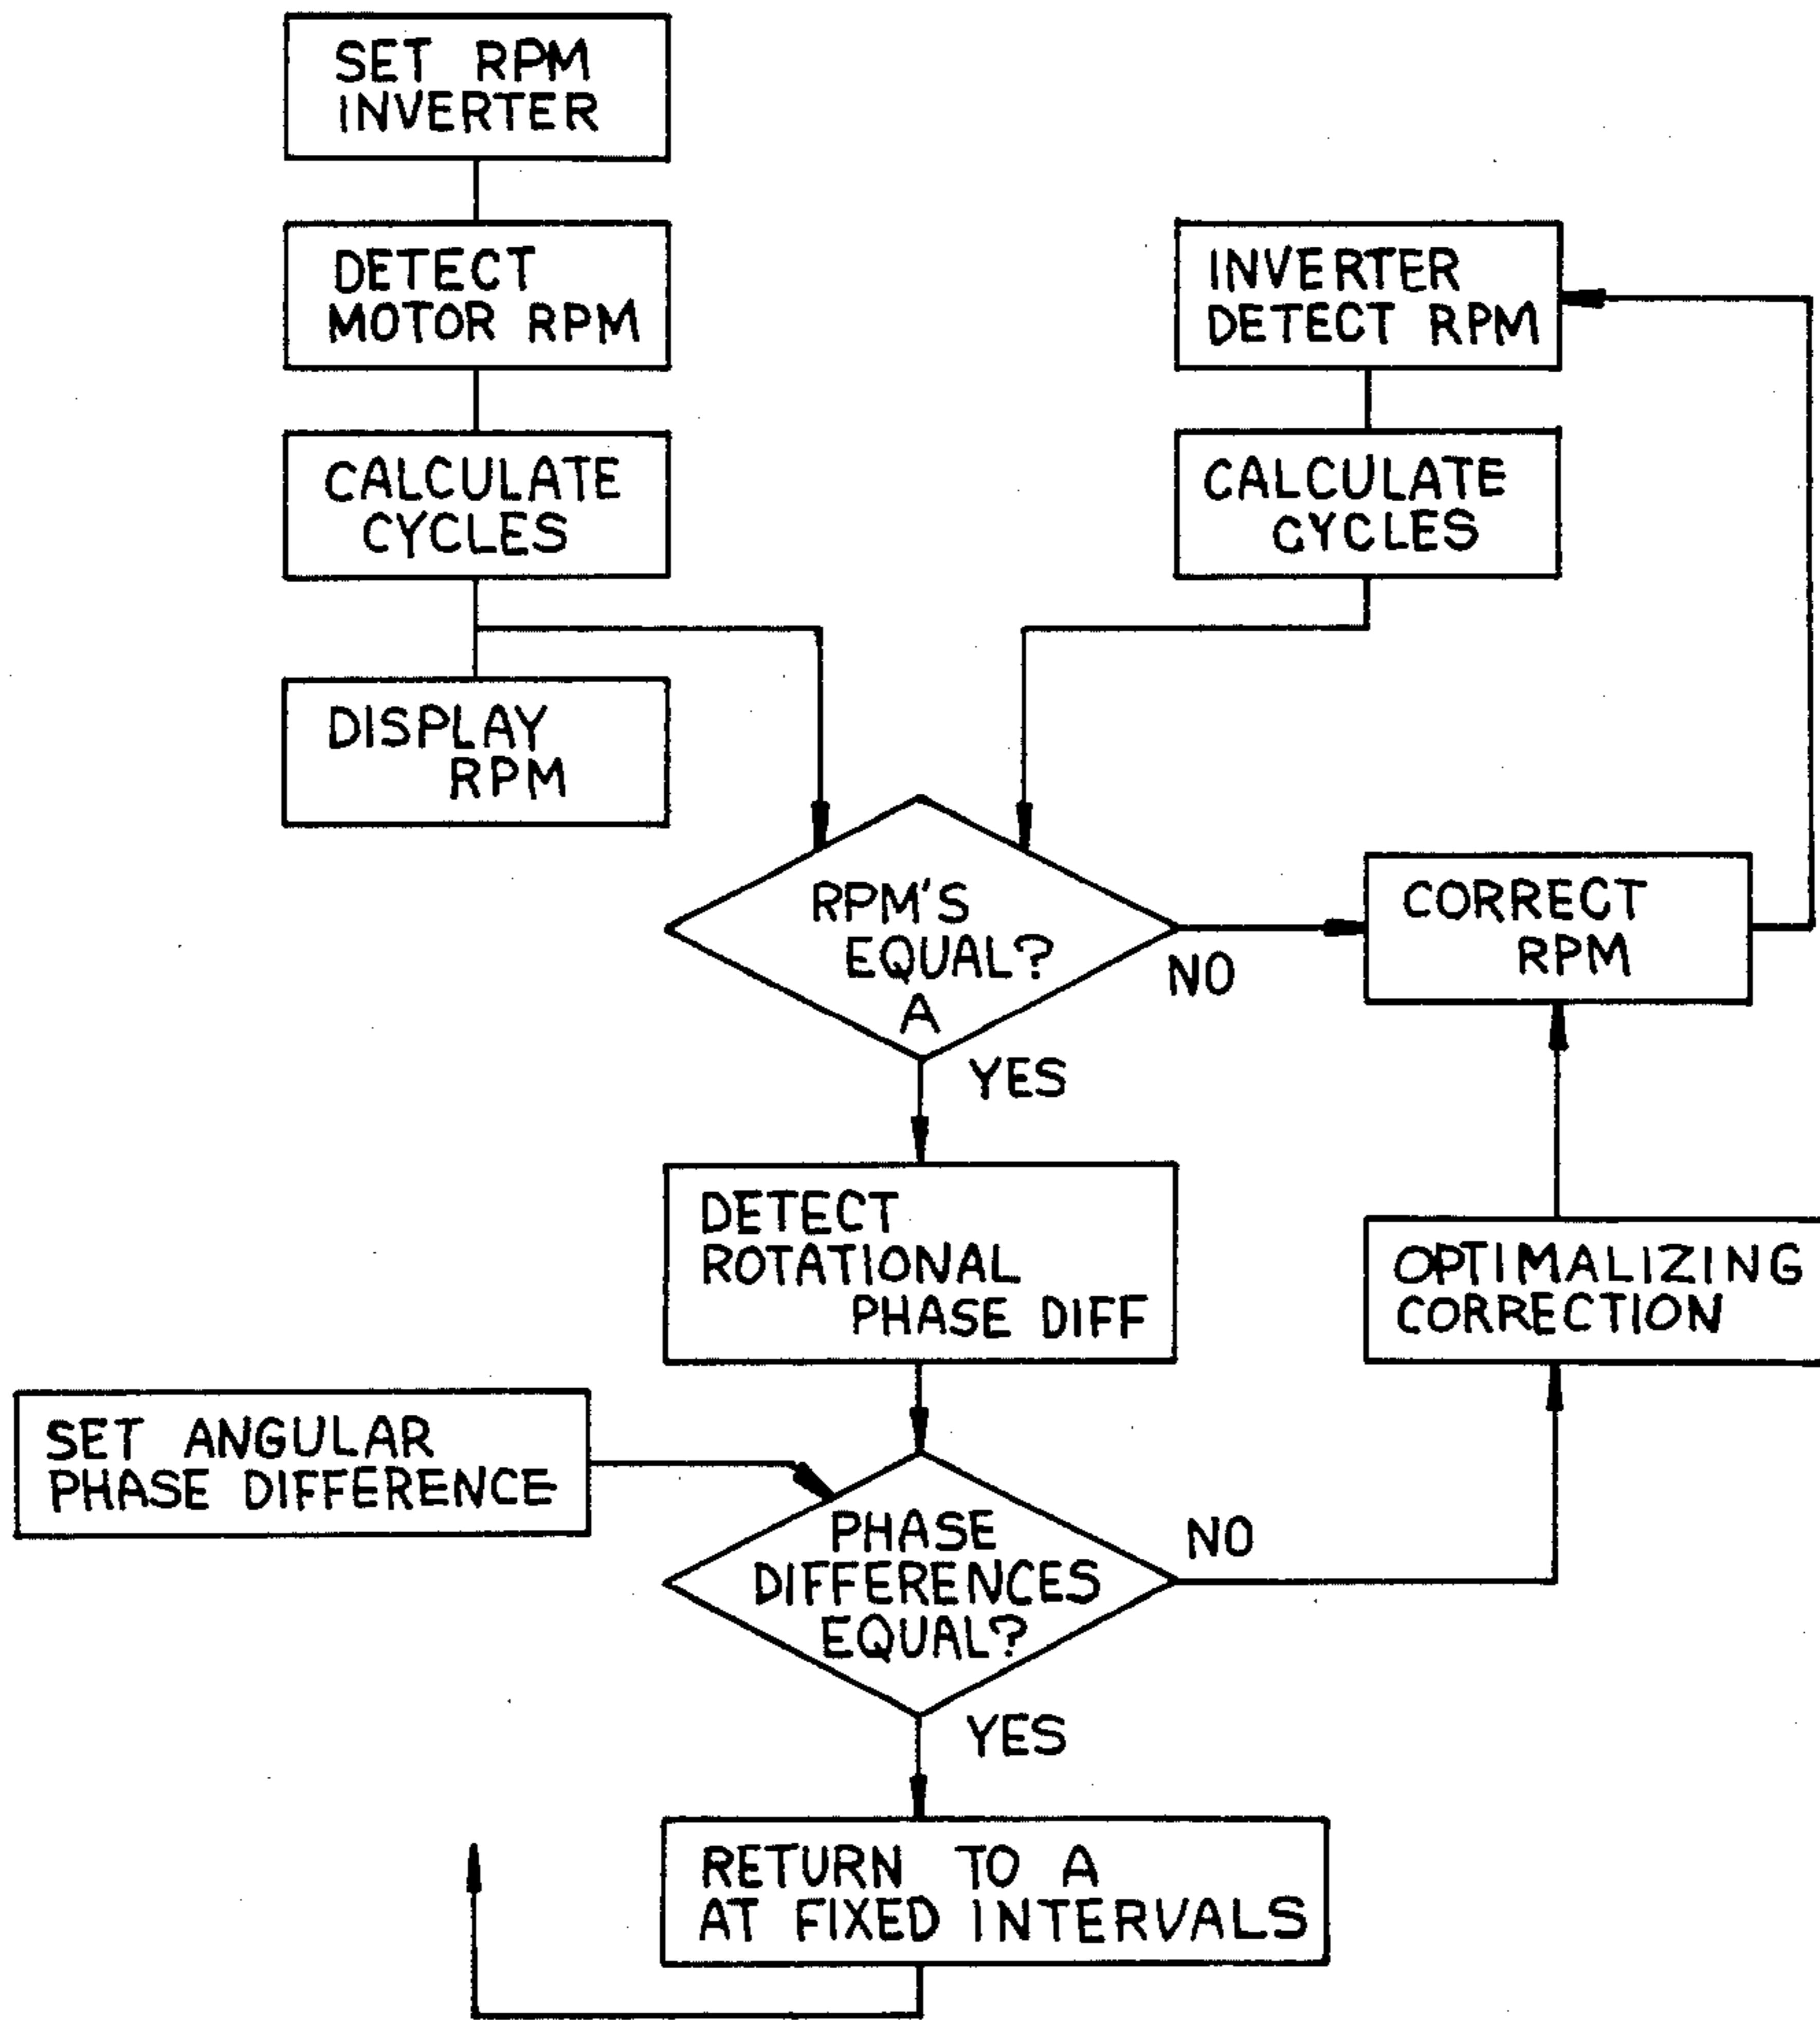 SET RPM
INVERTER
DETECT
MOTOR RPM
INVERTER
DETECT RPM
CALCULATE
CYCLES
CALCULATE
CYCLES
DISPLAY
RPM
RPM'S
EQUAL?
A
NO
CORRECT
RPM
YES
DETECT
ROTATIONAL
PHASE DIFF
OPTIMALIZING
CORRECTION
SET ANGULAR
PHASE DIFFERENCE
PHASE
DIFFERENCES
EQUAL?
NO
YES
RETURN TO A
AT FIXED INTERVALS